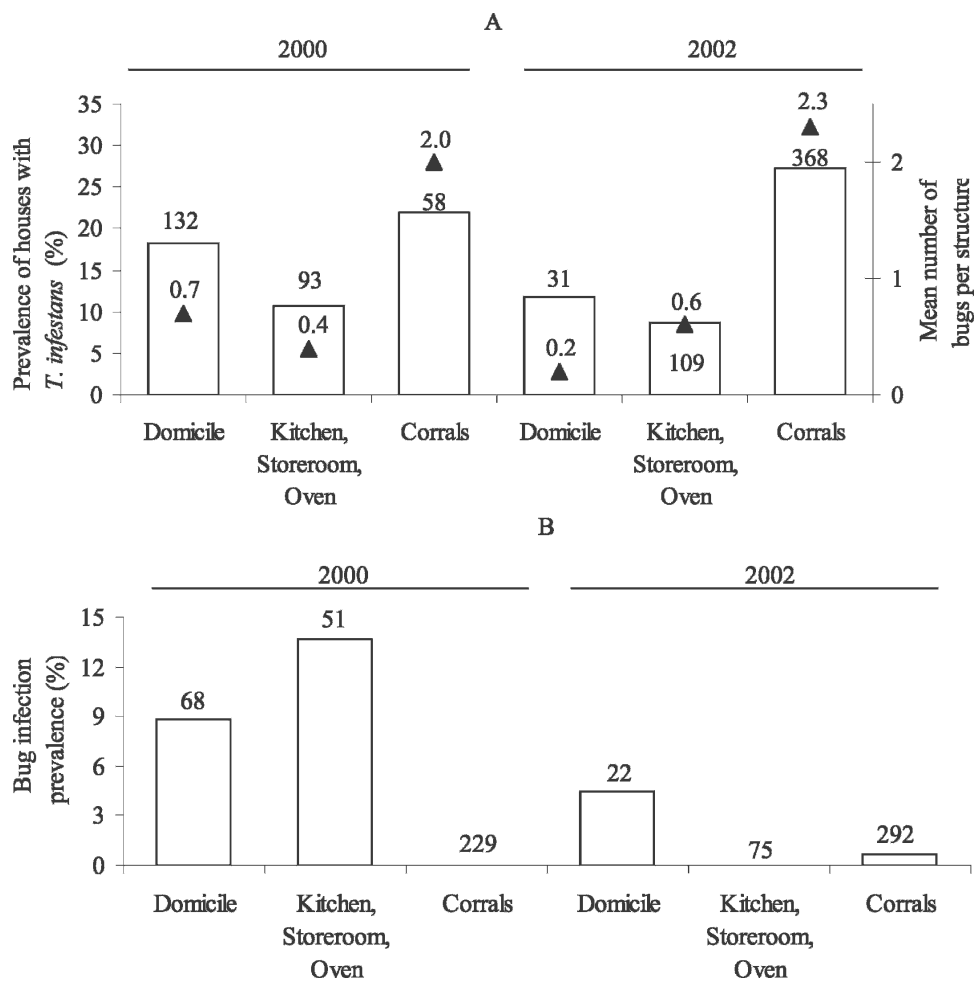 A
2000
2002
Prevalence of houses with
T. infestans (%)
35
30
25
20
15
10
5
0
132
0.7
93
0.4
2.0
58
31
0.2
0.6
109
2.3
368
2
1
0
Mean number of
bugs per structure
Domicile
Kitchen,
Storeroom,
Oven
Corrals
Domicile
Kitchen,
Storeroom,
Oven
Corrals
B
2000
2002
Bug infection
prevalence (%)
15
12
9
6
3
0
68
51
229
22
75
292
Domicile
Kitchen,
Storeroom,
Oven
Corrals
Domicile
Kitchen,
Storeroom,
Oven
Corrals